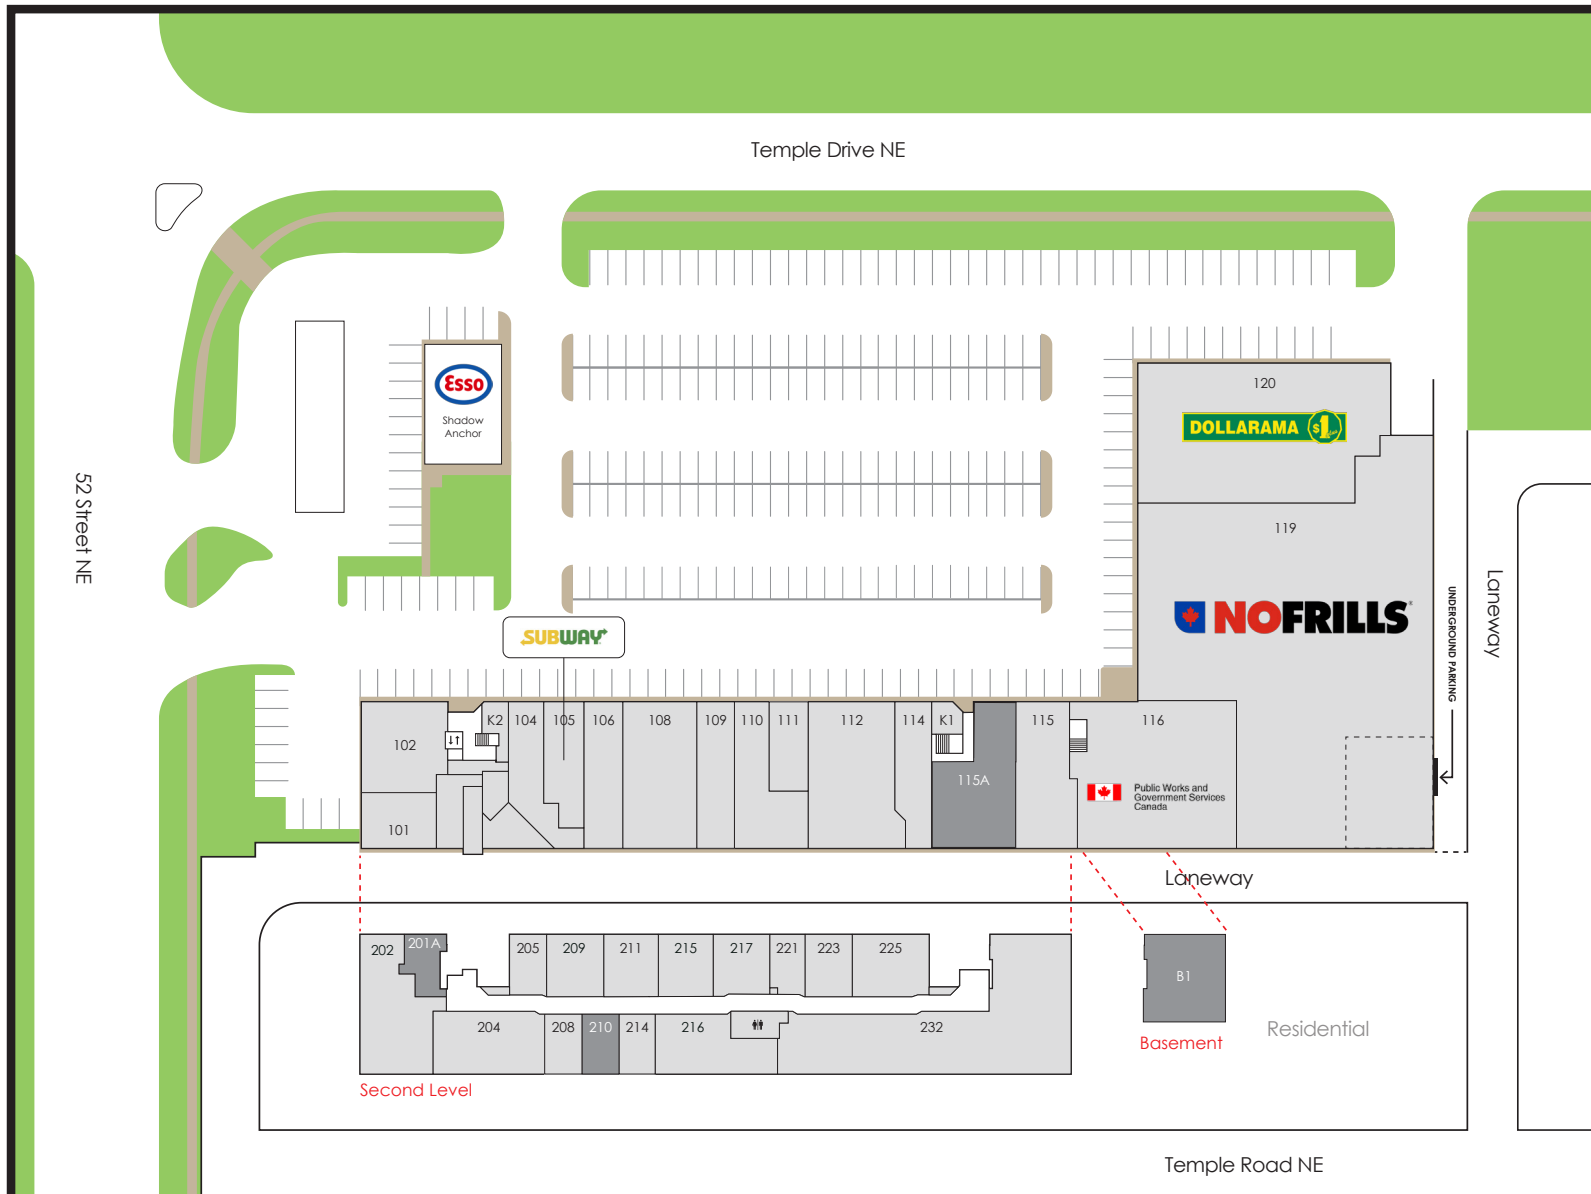 Temple Drive NE
52 Street NE
Esso
Shadow
Anchor
120
DOLLARAMA $1
119
NOFRILLS
Laneway
UNDERGROUND PARKING
SUBWAY
102
101
K2
104
105
106
108
109
110
111
112
114
K1
115A
115
116
Public Works and
Government Services
Canada
Laneway
202
201A
205
209
211
215
217
221
223
225
204
208
210
214
216
232
Second Level
B1
Basement
Residential
Temple Road NE